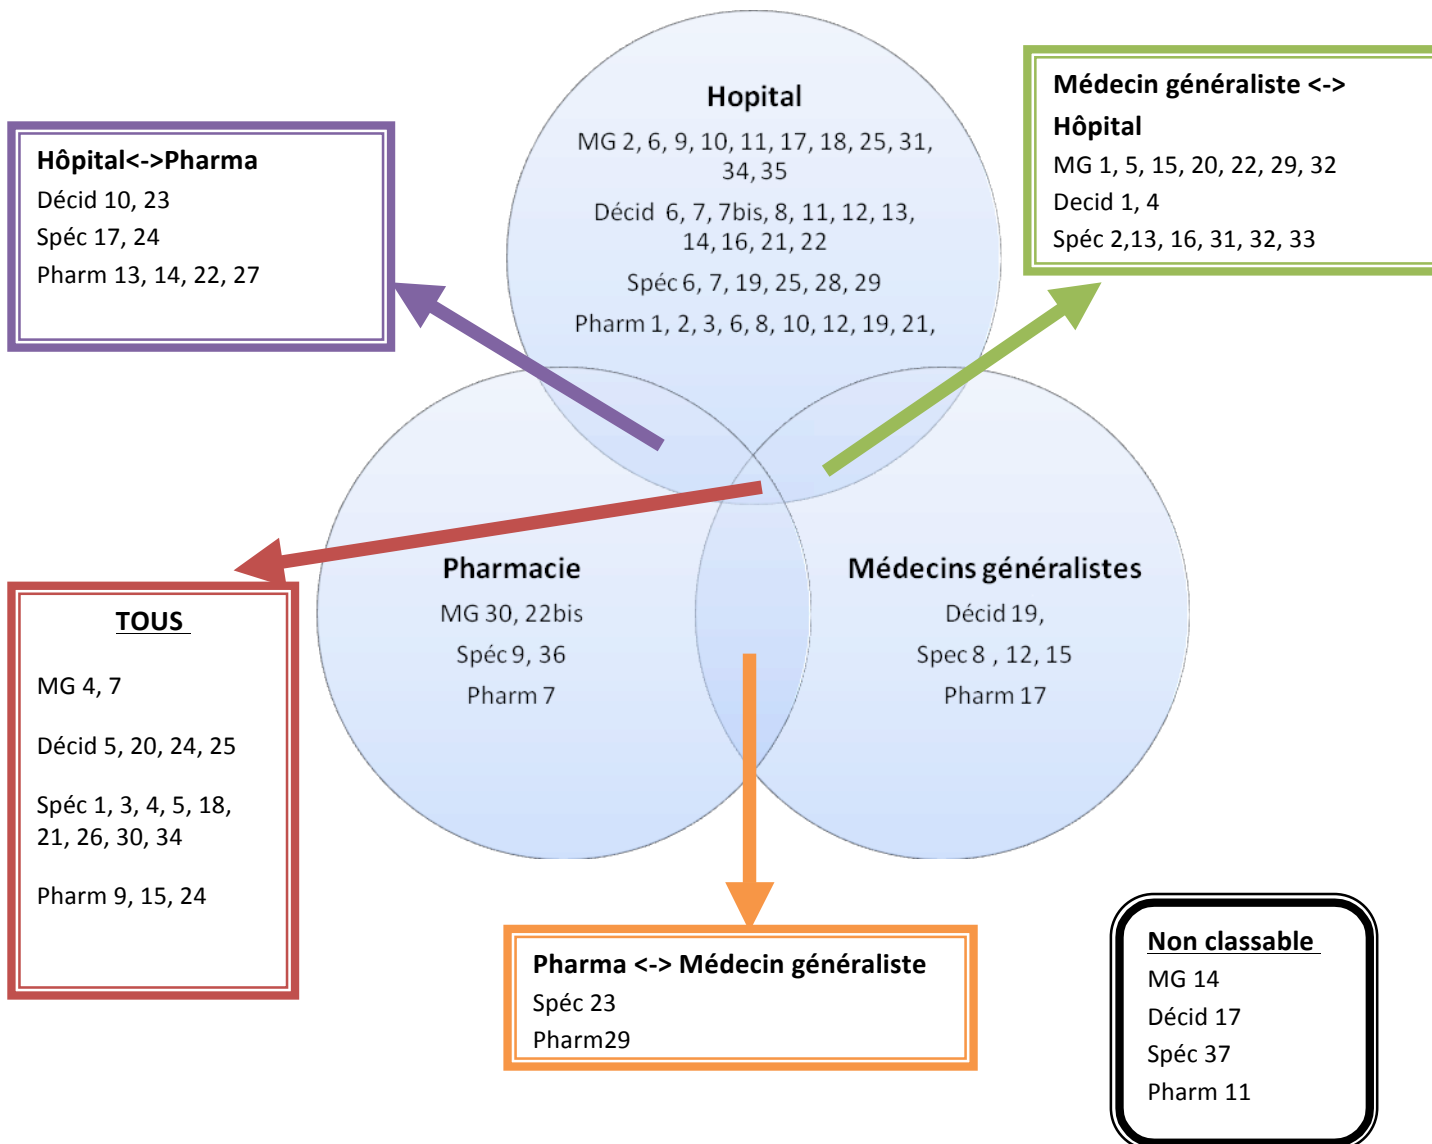 Hopital
MG 2, 6, 9, 10, 11, 17, 18, 25, 31,
34, 35
Décid 6, 7, 7bis, 8, 11, 12, 13,
14, 16, 21, 22
Spéc 6, 7, 19, 25, 28, 29
Pharm 1, 2, 3, 6, 8, 10, 12, 19, 21,
Médecin généraliste <->
Hôpital
MG 1, 5, 15, 20, 22, 29, 32
Decid 1, 4
Spéc 2,13, 16, 31, 32, 33
Hôpital<->Pharma
Décid 10, 23
Spéc 17, 24
Pharm 13, 14, 22, 27
Pharmacie
MG 30, 22bis
Spéc 9, 36
Pharm 7
Médecins généralistes
Décid 19,
Spec 8 , 12, 15
Pharm 17
TOUS
MG 4, 7
Décid 5, 20, 24, 25
Spéc 1, 3, 4, 5, 18,
21, 26, 30, 34
Pharm 9, 15, 24
Pharma <-> Médecin généraliste
Spéc 23
Pharm29
Non classable
MG 14
Décid 17
Spéc 37
Pharm 11